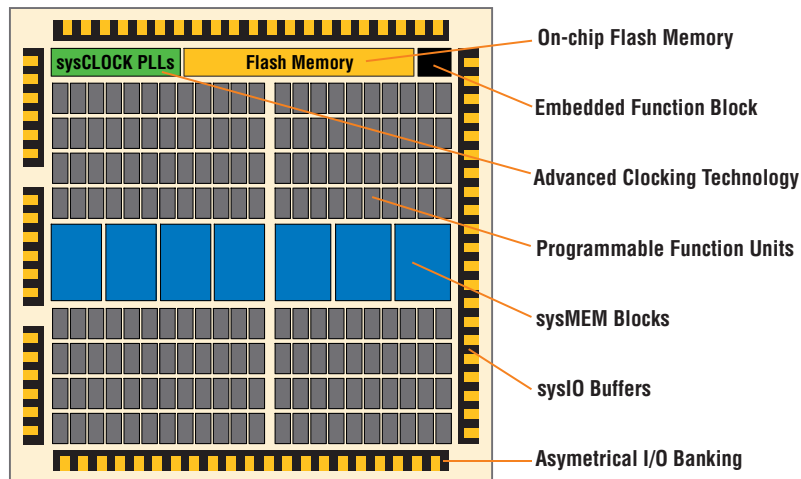 On-chip Flash Memory
sysCLOCK PLLs
Flash Memory
Embedded Function Block
Advanced Clocking Technology
Programmable Function Units
sysMEM Blocks
sysIO Buffers
Asymetrical I/O Banking